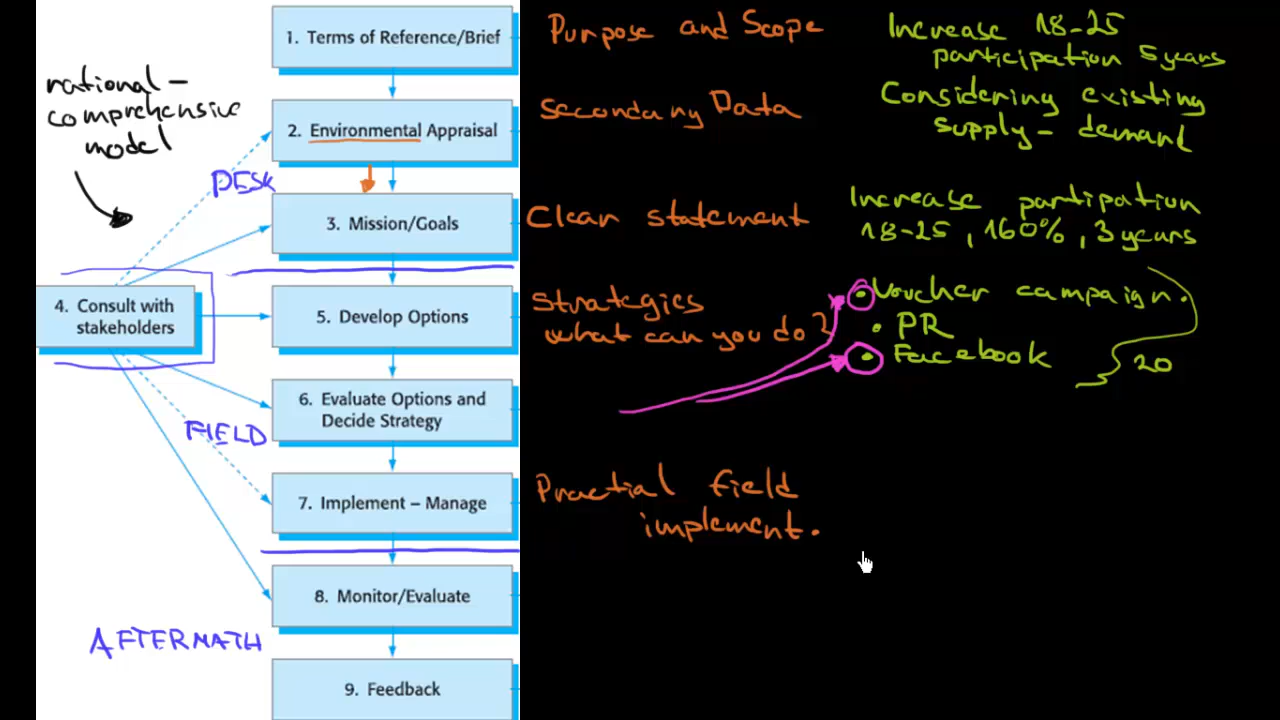 1. Terms of Reference/Brief
Purpose and Scope
Increase 18-25
participation 5 years
rational-
comprehensive
model
2. Environmental Appraisal
Secondary Data
Considering existing
supply- demand
DESK
3. Mission/Goals
Clear statement
Increase partipation
18-25, 160%, 3 years
4. Consult with
stakeholders
5. Develop Options
Strategies
what can you do?
• Voucher campaign.
• PR
• Facebook
20
6. Evaluate Options and
Decide Strategy
FIELD
7. Implement – Manage
Practial field
implement.
8. Monitor/Evaluate
AFTERMATH
9. Feedback